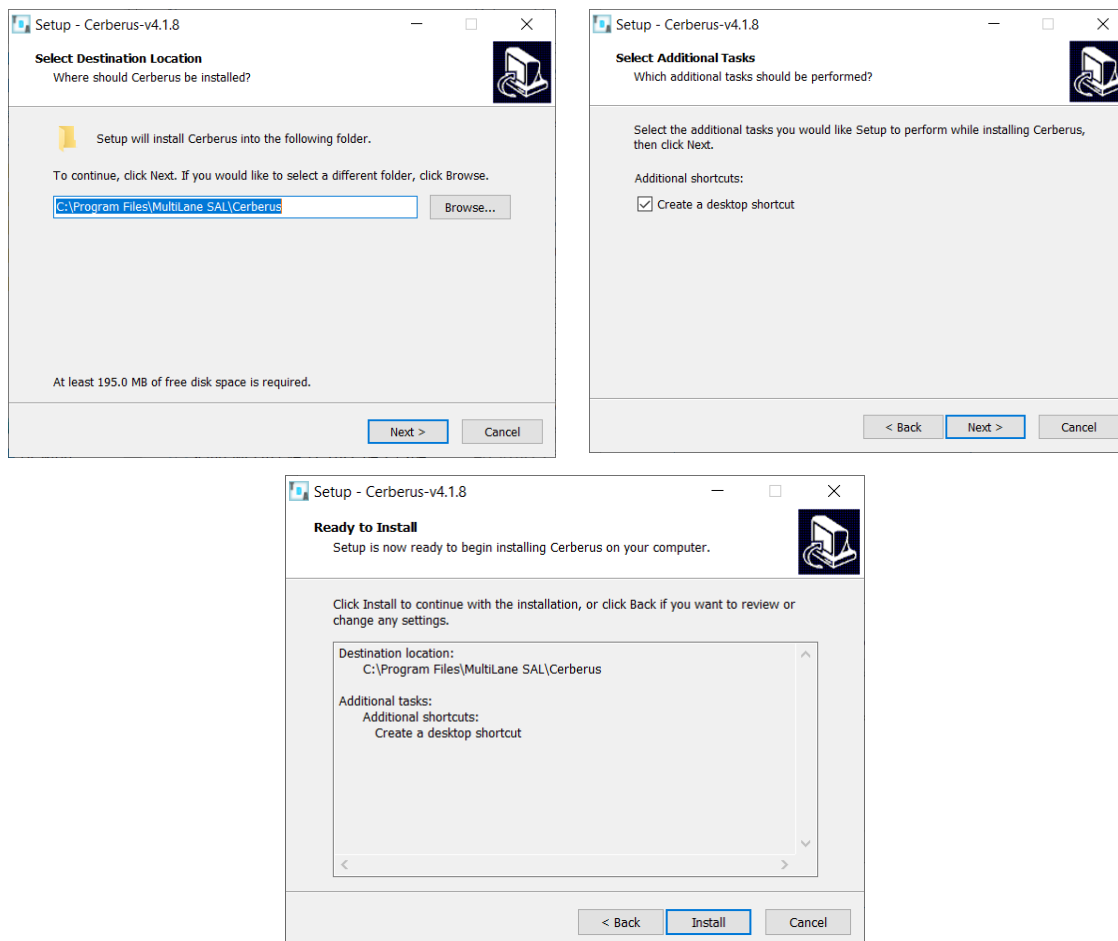 Setup - Cerberus-v4.1.8
Select Destination Location
Where should Cerberus be installed?
Setup will install Cerberus into the following folder.
To continue, click Next. If you would like to select a different folder, click Browse.
C:\Program Files\MultiLane SAL\Cerberus
Browse...
At least 195.0 MB of free disk space is required.
Next >
Cancel
Setup - Cerberus-v4.1.8
Select Additional Tasks
Which additional tasks should be performed?
Select the additional tasks you would like Setup to perform while installing Cerberus,
then click Next.
Additional shortcuts:
Create a desktop shortcut
< Back
Next >
Cancel
Setup - Cerberus-v4.1.8
Ready to Install
Setup is now ready to begin installing Cerberus on your computer.
Click Install to continue with the installation, or click Back if you want to review or
change any settings.
Destination location:
C:\Program Files\MultiLane SAL\Cerberus
Additional tasks:
Additional shortcuts:
Create a desktop shortcut
< Back
Install
Cancel